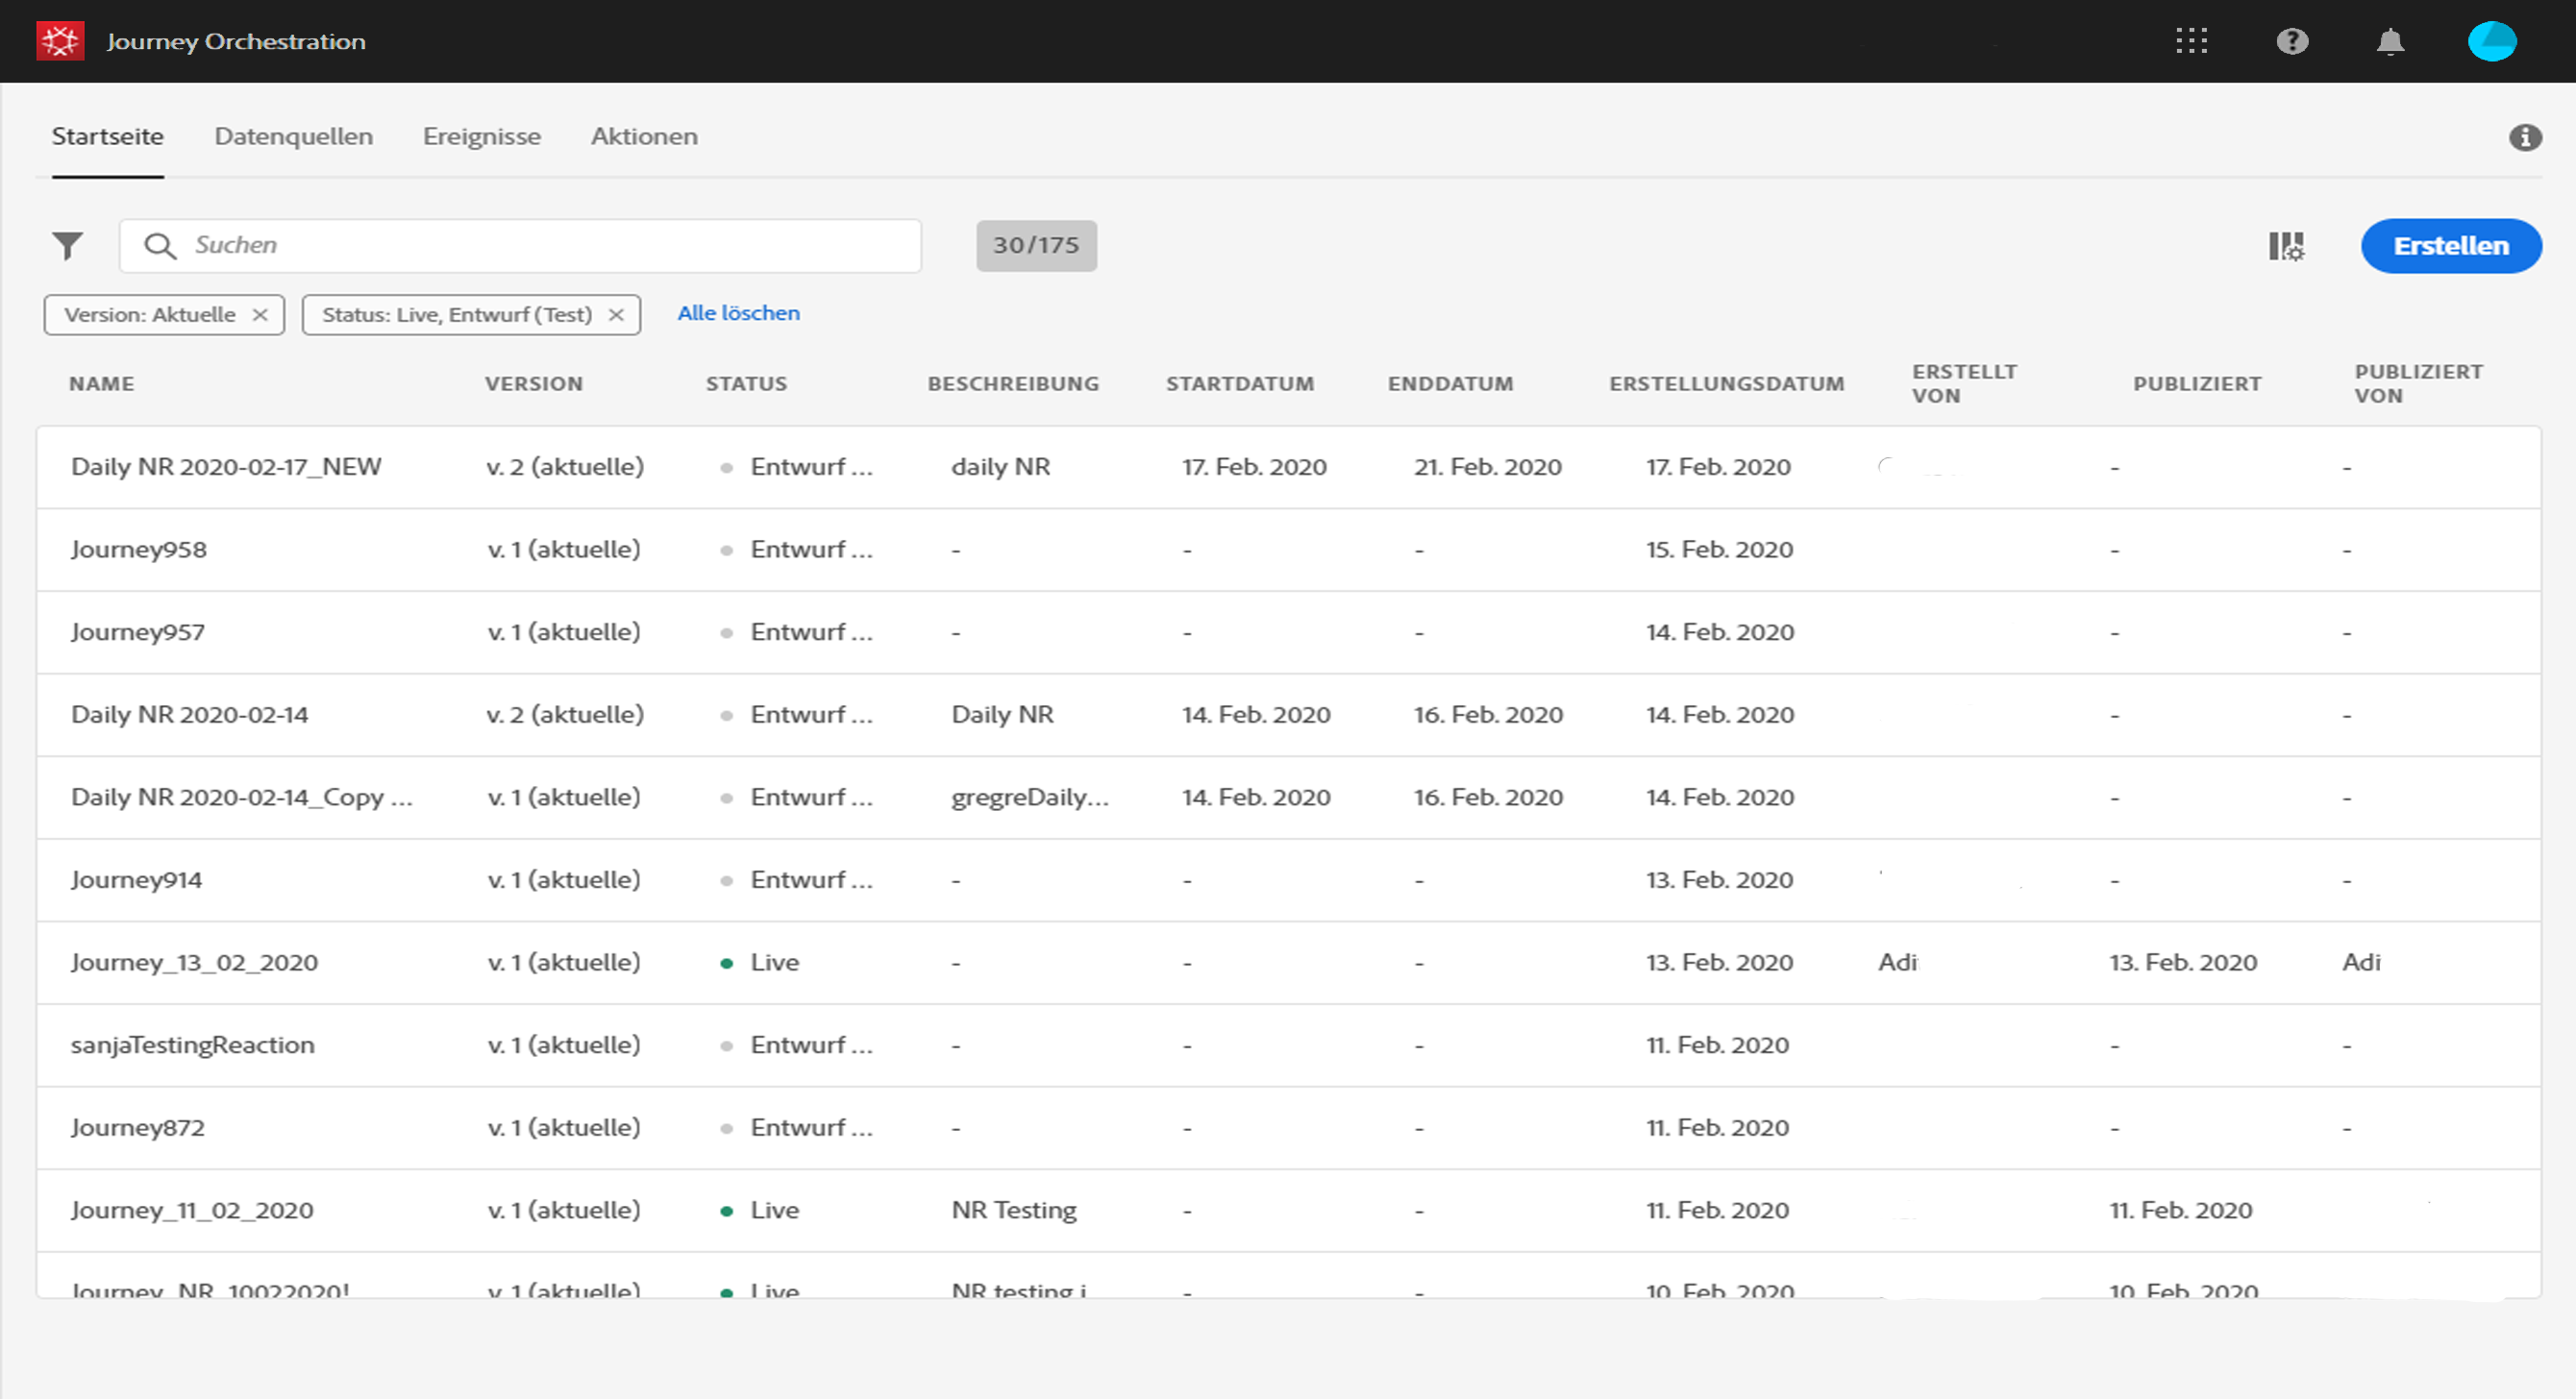 Journey Orchestration
Startseite Datenquellen Ereignisse Aktionen
Suchen 30/175 Erstellen
Version: Aktuelle × Status: Live, Entwurf (Test) × Alle löschen
NAME VERSION STATUS BESCHREIBUNG STARTDATUM ENDDATUM ERSTELLUNGSDATUM ERSTELLT VON PUBLIZIERT PUBLIZIERT VON
Daily NR 2020-02-17_NEW v. 2 (aktuelle) Entwurf ... daily NR 17. Feb. 2020 21. Feb. 2020 17. Feb. 2020 - -
Journey958 v. 1 (aktuelle) Entwurf ... - - - 15. Feb. 2020 - -
Journey957 v. 1 (aktuelle) Entwurf ... - - - 14. Feb. 2020 - -
Daily NR 2020-02-14 v. 2 (aktuelle) Entwurf ... Daily NR 14. Feb. 2020 16. Feb. 2020 14. Feb. 2020 - -
Daily NR 2020-02-14_Copy ... v. 1 (aktuelle) Entwurf ... gregreDaily... 14. Feb. 2020 16. Feb. 2020 14. Feb. 2020 - -
Journey914 v. 1 (aktuelle) Entwurf ... - - - 13. Feb. 2020 - -
Journey_13_02_2020 v. 1 (aktuelle) Live - - - 13. Feb. 2020 Adi 13. Feb. 2020 Adi
sanjaTestingReaction v. 1 (aktuelle) Entwurf ... - - - 11. Feb. 2020 - -
Journey872 v. 1 (aktuelle) Entwurf ... - - - 11. Feb. 2020 - -
Journey_11_02_2020 v. 1 (aktuelle) Live NR Testing - - 11. Feb. 2020 11. Feb. 2020
Journey_NR_10022020! v. 1 (aktuelle) Live NR testing i - - 10. Feb. 2020 10. Feb. 2020